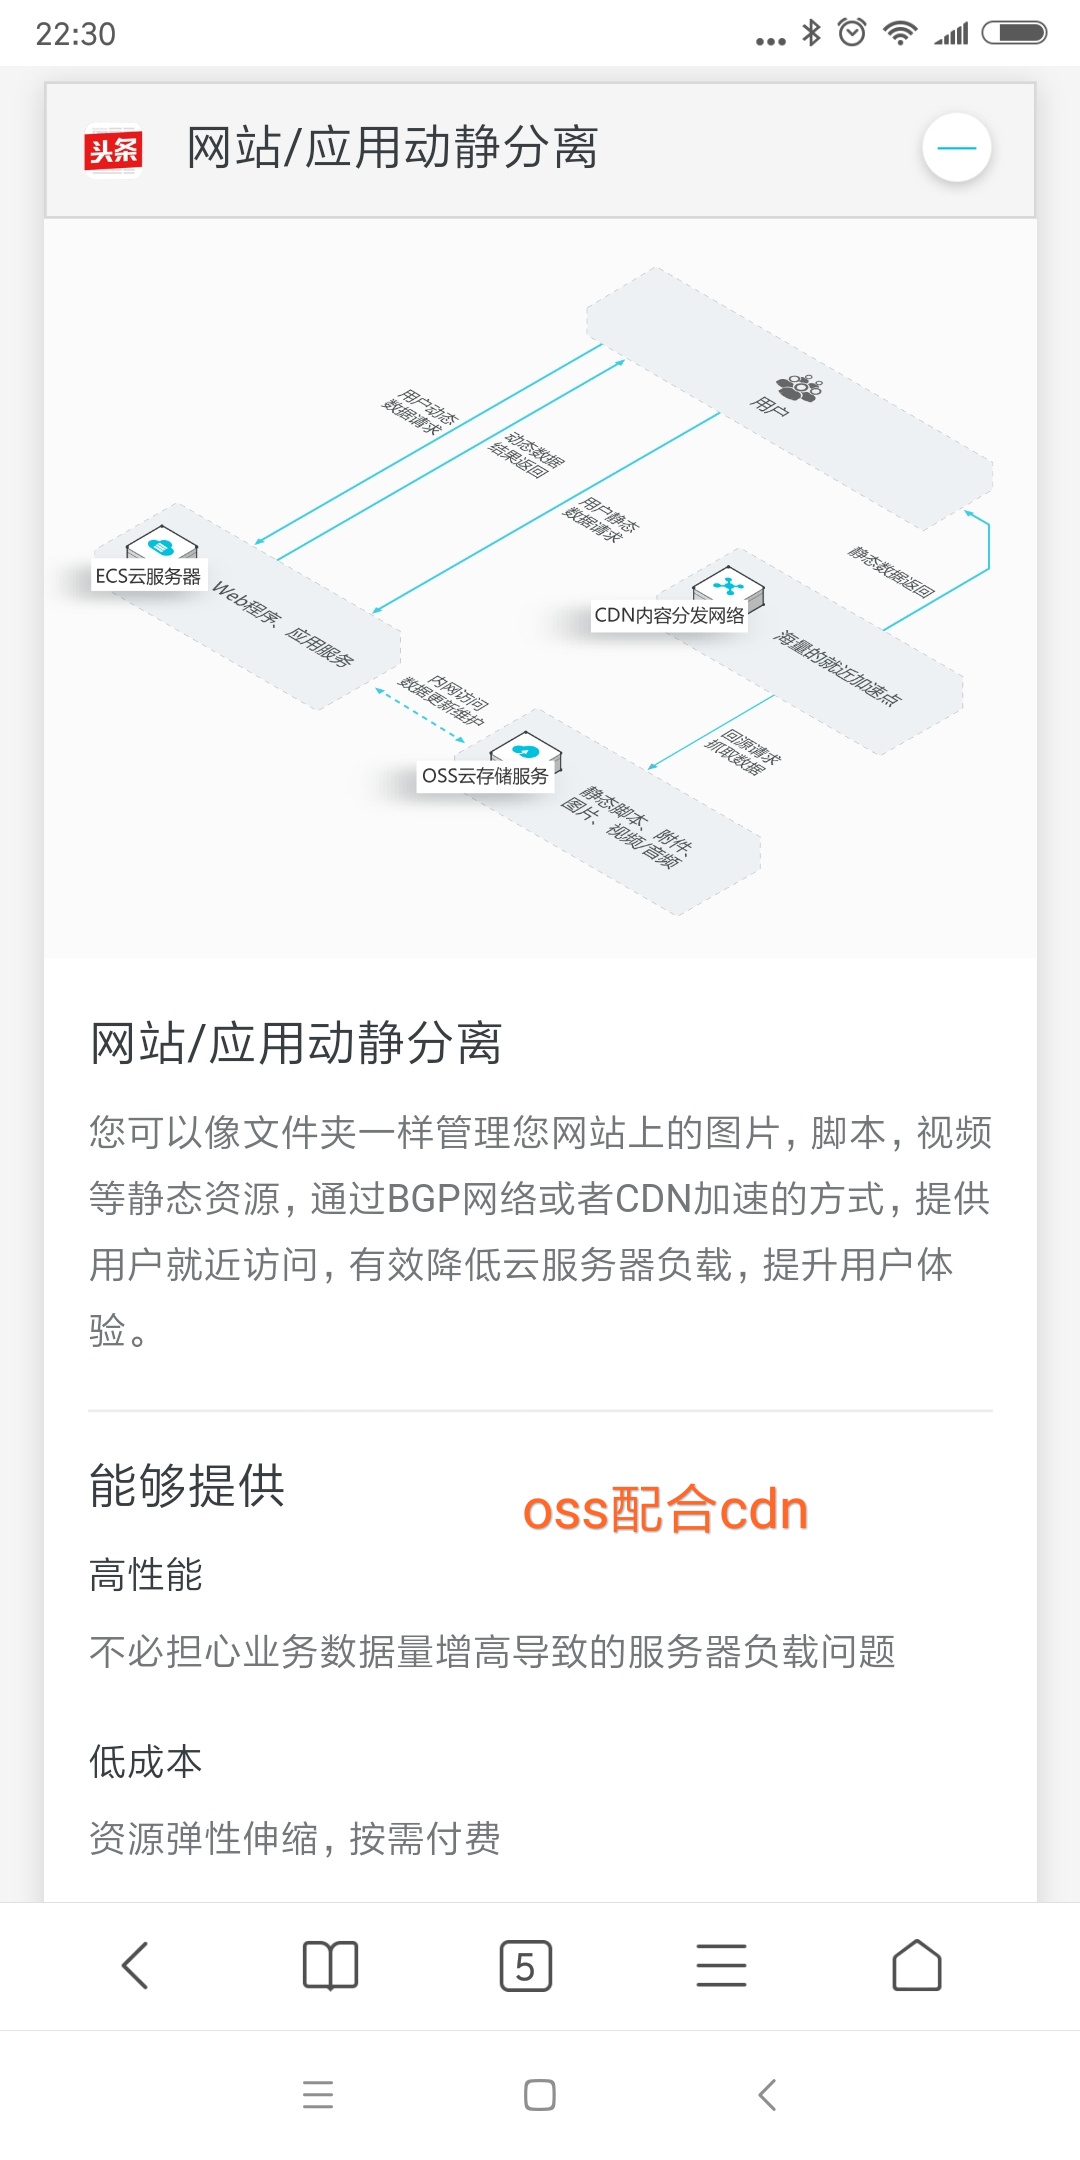 22:30
头条
网站/应用动静分离
用户
用户动态
数据请求
动态数据
结果返回
用户静态
数据请求
静态数据返回
ECS云服务器
Web程序、应用服务
CDN内容分发网络
海量的就近加速点
内网访问
数据更新维护
回源请求
抓取数据
OSS云存储服务
静态脚本、附件、
图片、视频/音频
网站/应用动静分离
您可以像文件夹一样管理您网站上的图片，脚本，视频
等静态资源，通过BGP网络或者CDN加速的方式，提供
用户就近访问，有效降低云服务器负载，提升用户体
验。
能够提供
oss配合cdn
高性能
不必担心业务数据量增高导致的服务器负载问题
低成本
资源弹性伸缩，按需付费
5